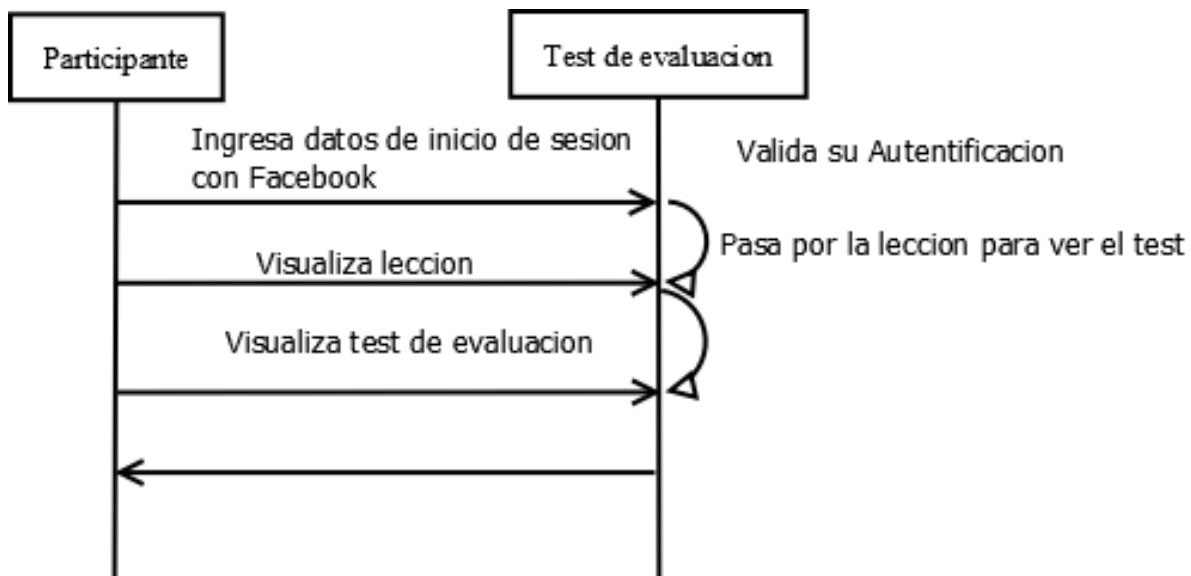 Participante
Test de evaluacion
Ingresa datos de inicio de sesion
con Facebook
Valida su Autentificacion
Pasa por la leccion para ver el test
Visualiza leccion
Visualiza test de evaluacion